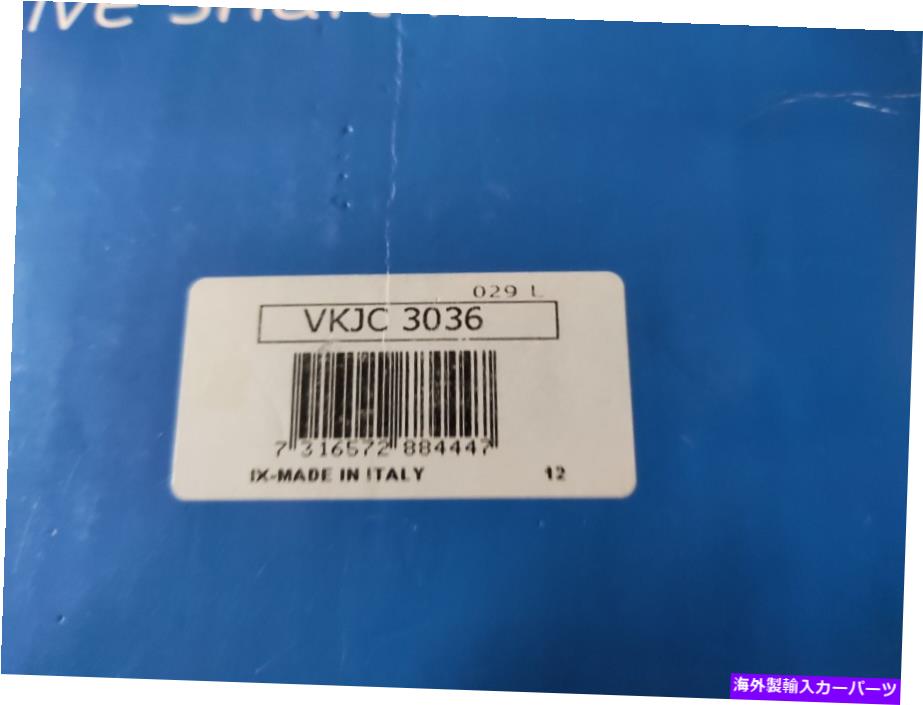 029 L
VKJC 3036
7 316572 884447
IX-MADE IN ITALY 12
海外製輸入カーパーツ